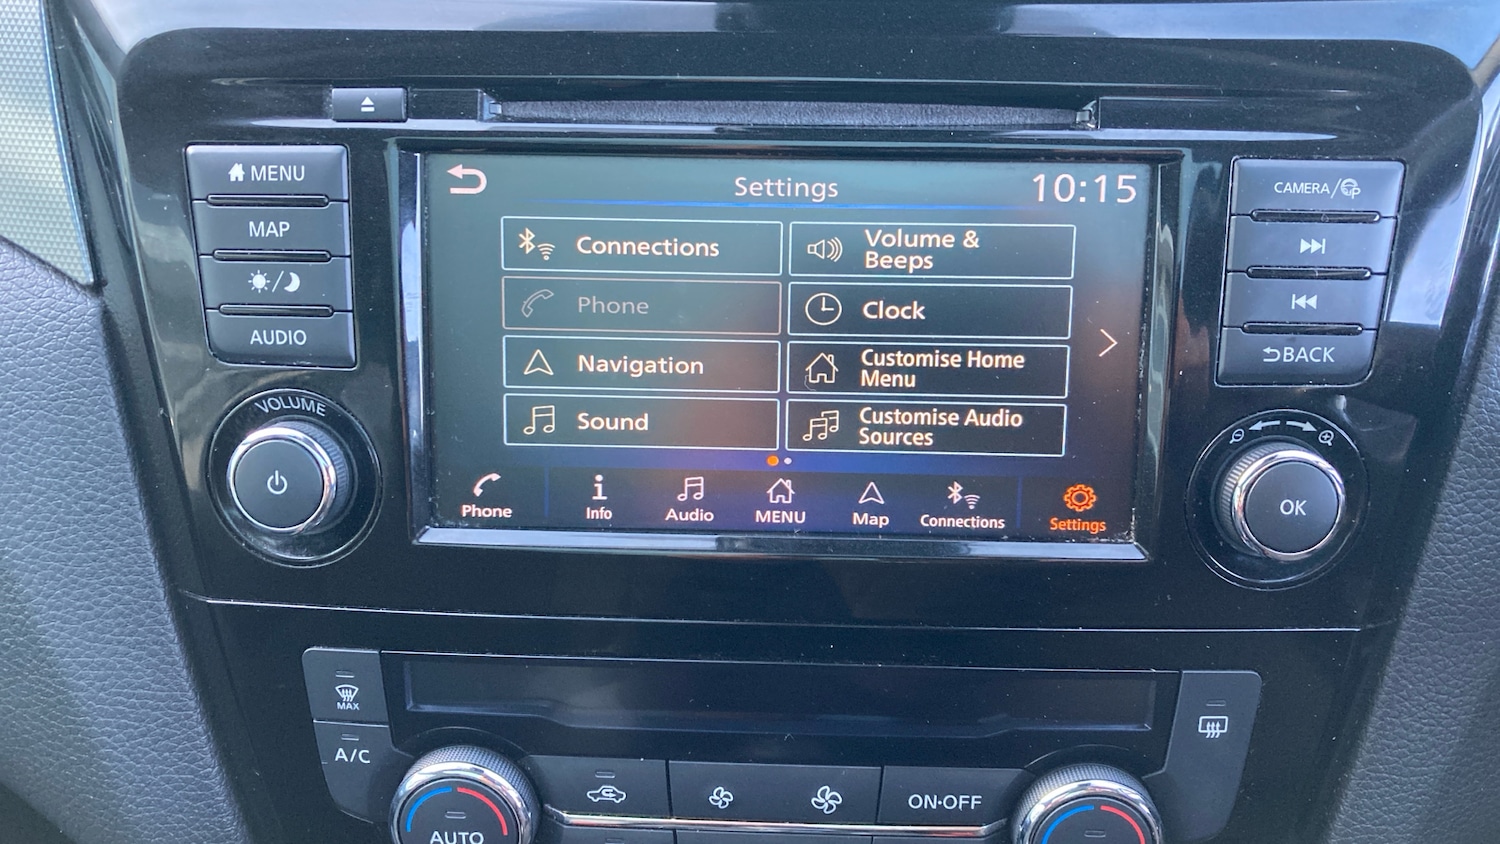 MENU
MAP
AUDIO
VOLUME
Settings
10:15
Connections
Phone
Navigation
Sound
Volume &
Beeps
Clock
Customise Home
Menu
Customise Audio
Sources
Phone
Info
Audio
MENU
Map
Connections
Settings
CAMERA/
BACK
OK
MAX
A/C
AUTO
ON·OFF